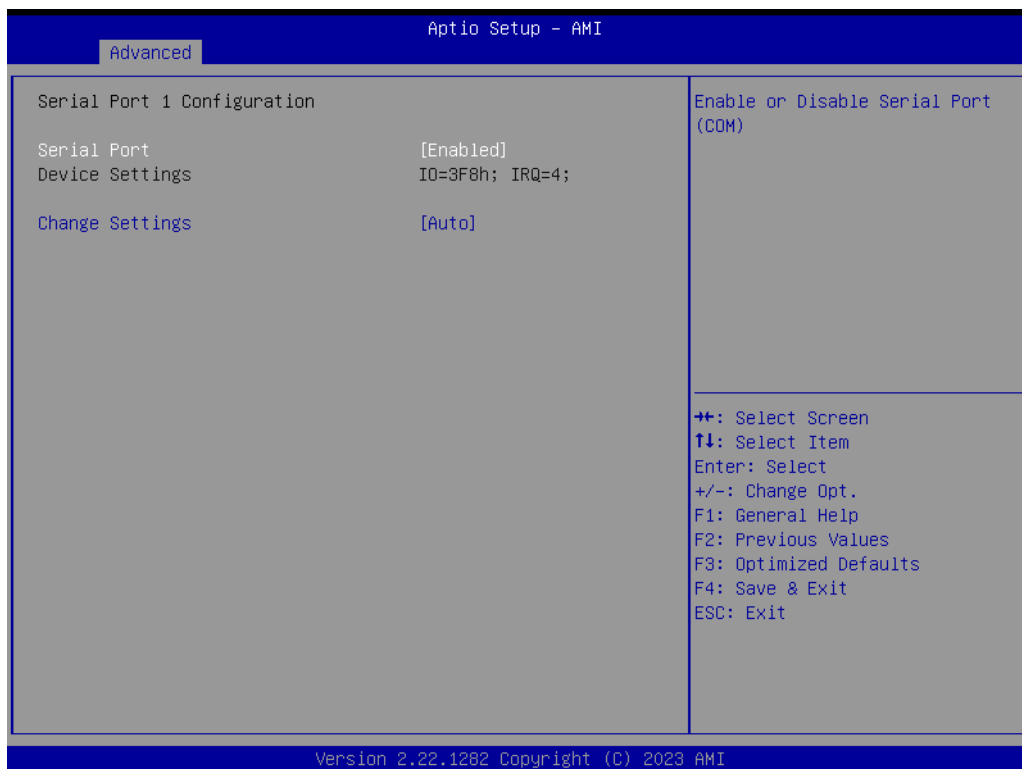 Aptio Setup – AMI
Advanced
Serial Port 1 Configuration
Serial Port [Enabled]
Device Settings IO=3F8h; IRQ=4;
Change Settings [Auto]
Enable or Disable Serial Port
(COM)
→←: Select Screen
↑↓: Select Item
Enter: Select
+/-: Change Opt.
F1: General Help
F2: Previous Values
F3: Optimized Defaults
F4: Save & Exit
ESC: Exit
Version 2.22.1282 Copyright (C) 2023 AMI